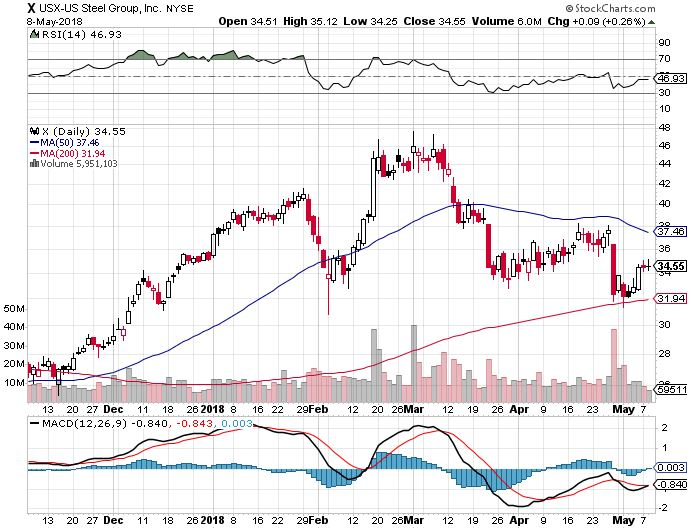 X USX-US Steel Group, Inc. NYSE © StockCharts.com
8-May-2018 Open 34.51 High 35.12 Low 34.25 Close 34.55 Volume 6.0M Chg +0.09 (+0.26%)
RSI(14) 46.93
90
70
50
46.93
30
10
X (Daily) 34.55
MA(50) 37.46
MA(200) 31.94
Volume 5,951,103
48
46
44
42
40
38
37.46
36
34.55
31.94
30
28
26
50M
40M
30M
20M
10M
59511
13 20 27 Dec 11 18 26 2018 8 16 22 29 Feb 12 20 26 Mar 12 19 26 Apr 9 16 23 May 7
MACD(12,26,9) -0.840, -0.843, 0.003
2
1
0.003
-0.840
-2
13 20 27 Dec 11 18 26 2018 8 16 22 29 Feb 12 20 26 Mar 12 19 26 Apr 9 16 23 May 7